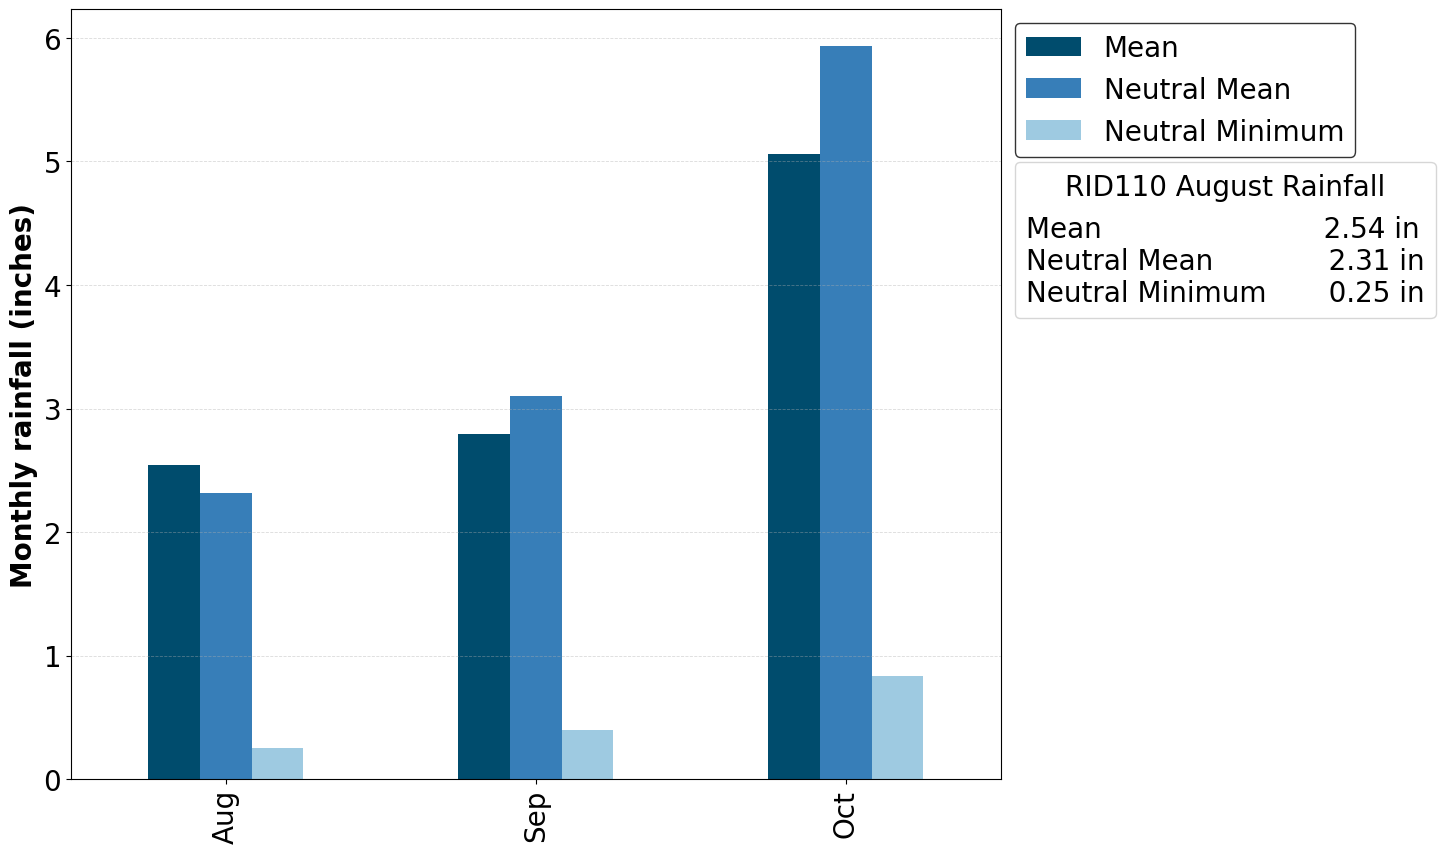 Monthly rainfall (inches)
6
5
4
3
2
1
0
Aug
Sep
Oct
Mean
Neutral Mean
Neutral Minimum
RID110 August Rainfall
Mean 2.54 in
Neutral Mean 2.31 in
Neutral Minimum 0.25 in